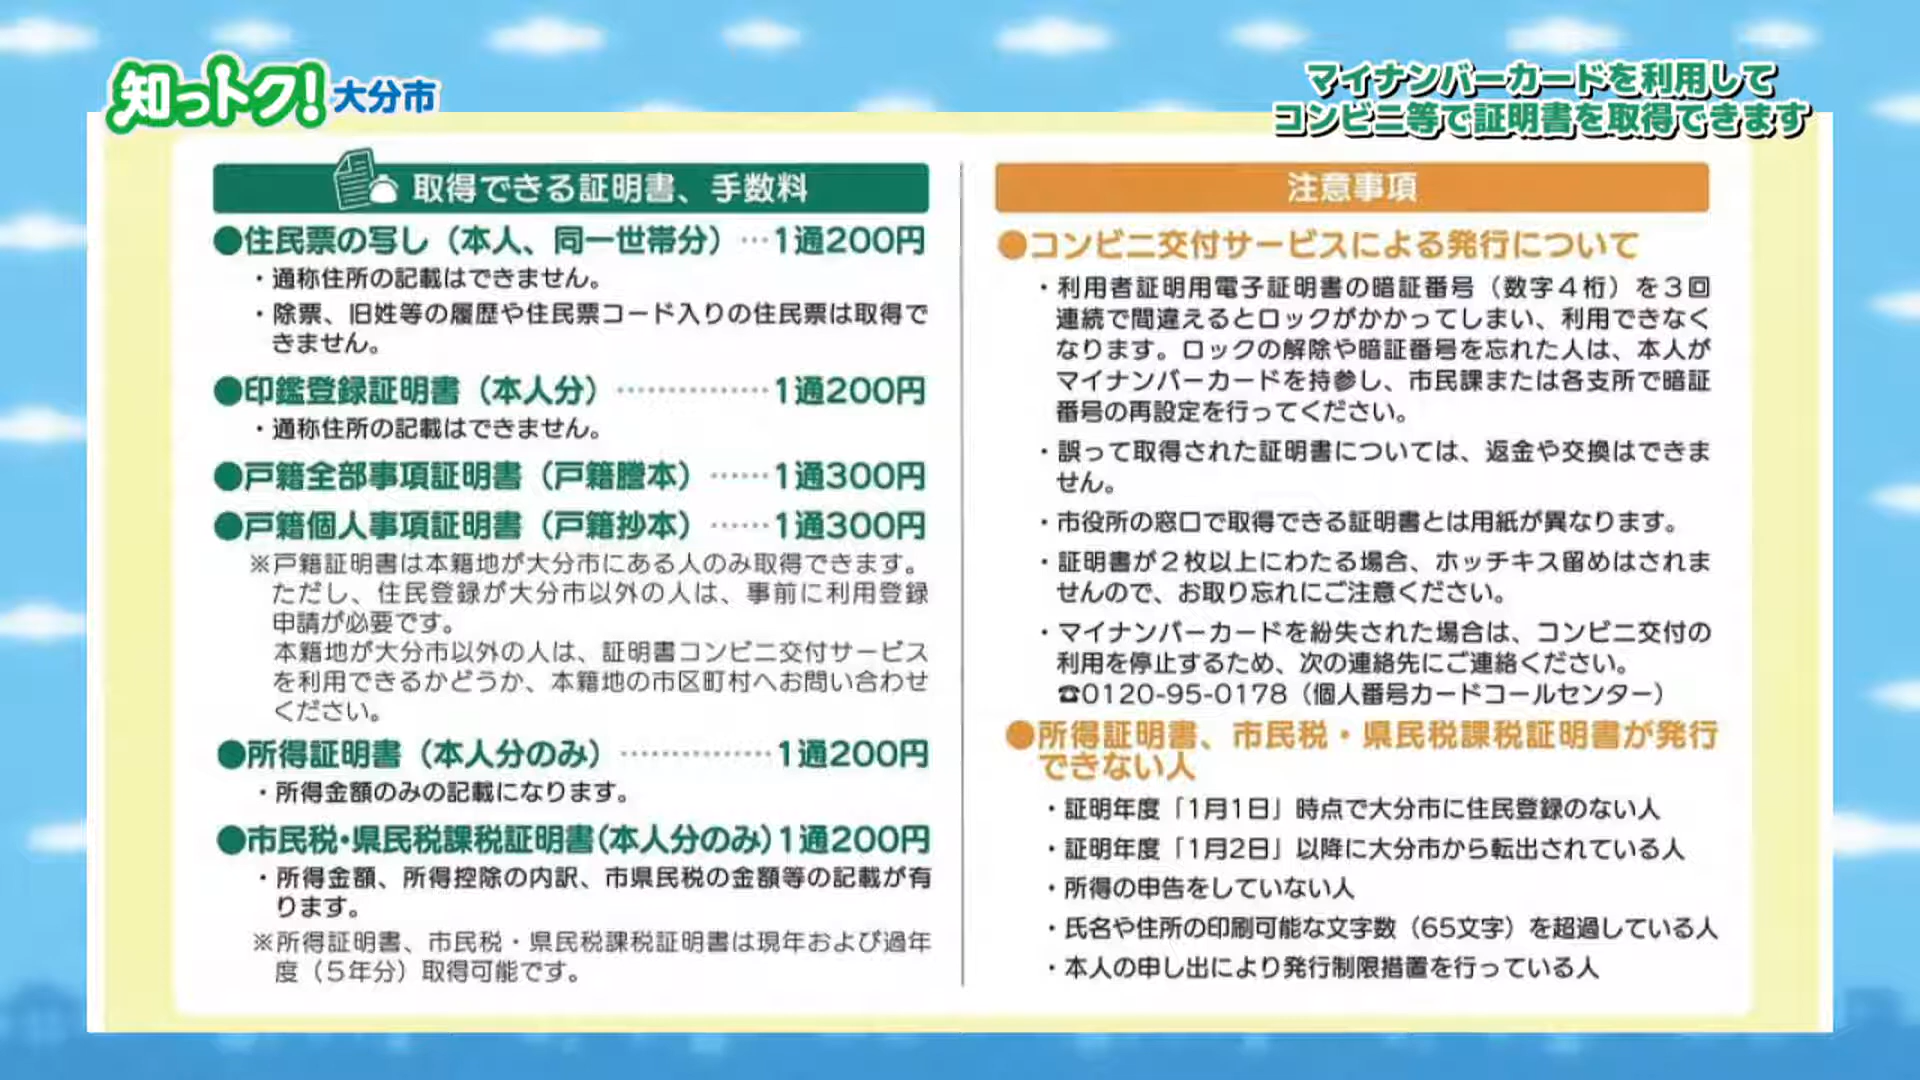 知っトク!大分市
マイナンバーカードを利用して
コンビニ等で証明書を取得できます
取得できる証明書、手数料
●住民票の写し（本人、同一世帯分）…1通200円
・通称住所の記載はできません。
・除票、旧姓等の履歴や住民票コード入りの住民票は取得で
きません。
●印鑑登録証明書（本人分）……………1通200円
・通称住所の記載はできません。
●戸籍全部事項証明書（戸籍謄本）……1通300円
●戸籍個人事項証明書（戸籍抄本）……1通300円
※戸籍証明書は本籍地が大分市にある人のみ取得できます。
ただし、住民登録が大分市以外の人は、事前に利用登録
申請が必要です。
本籍地が大分市以外の人は、証明書コンビニ交付サービス
を利用できるかどうか、本籍地の市区町村へお問い合わせ
ください。
●所得証明書（本人分のみ）……………1通200円
・所得金額のみの記載になります。
●市民税・県民税課税証明書（本人分のみ）1通200円
・所得金額、所得控除の内訳、市県民税の金額等の記載が有
ります。
※所得証明書、市民税・県民税課税証明書は現年および過年
度（5年分）取得可能です。
注意事項
●コンビニ交付サービスによる発行について
・利用者証明用電子証明書の暗証番号（数字4桁）を3回
連続で間違えるとロックがかかってしまい、利用できなく
なります。ロックの解除や暗証番号を忘れた人は、本人が
マイナンバーカードを持参し、市民課または各支所で暗証
番号の再設定を行ってください。
・誤って取得された証明書については、返金や交換はできま
せん。
・市役所の窓口で取得できる証明書とは用紙が異なります。
・証明書が2枚以上にわたる場合、ホッチキス留めはされま
せんので、お取り忘れにご注意ください。
・マイナンバーカードを紛失された場合は、コンビニ交付の
利用を停止するため、次の連絡先にご連絡ください。
☎0120-95-0178（個人番号カードコールセンター）
●所得証明書、市民税・県民税課税証明書が発行
できない人
・証明年度「1月1日」時点で大分市に住民登録のない人
・証明年度「1月2日」以降に大分市から転出されている人
・所得の申告をしていない人
・氏名や住所の印刷可能な文字数（65文字）を超過している人
・本人の申し出により発行制限措置を行っている人